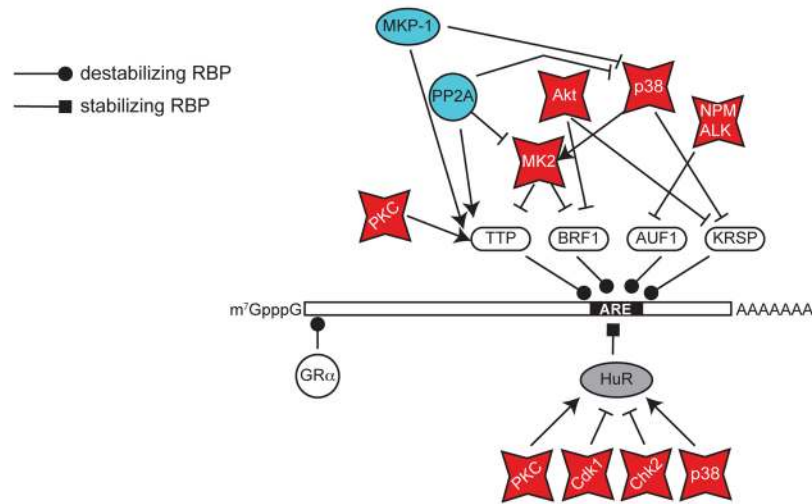 MKP-1
destabilizing RBP
stabilizing RBP
PP2A
Akt
p38
NPM
ALK
MK2
PKC
TTP
BRF1
AUF1
KRSP
m⁷GpppG
ARE
AAAAAAA
GRα
HuR
PKC
Cdk1
Chk2
p38